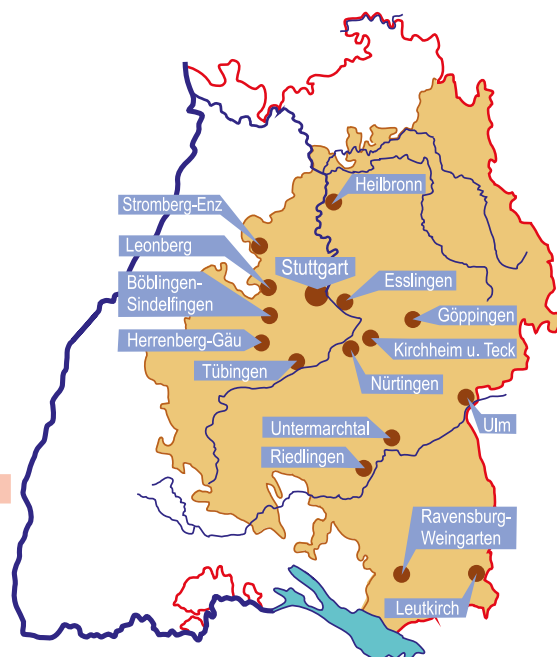 Heilbronn
Stromberg-Enz
Leonberg
Stuttgart
Böblingen-
Sindelfingen
Esslingen
Göppingen
Herrenberg-Gäu
Kirchheim u. Teck
Tübingen
Nürtingen
Ulm
Untermarchtal
Riedlingen
Ravensburg-
Weingarten
Leutkirch